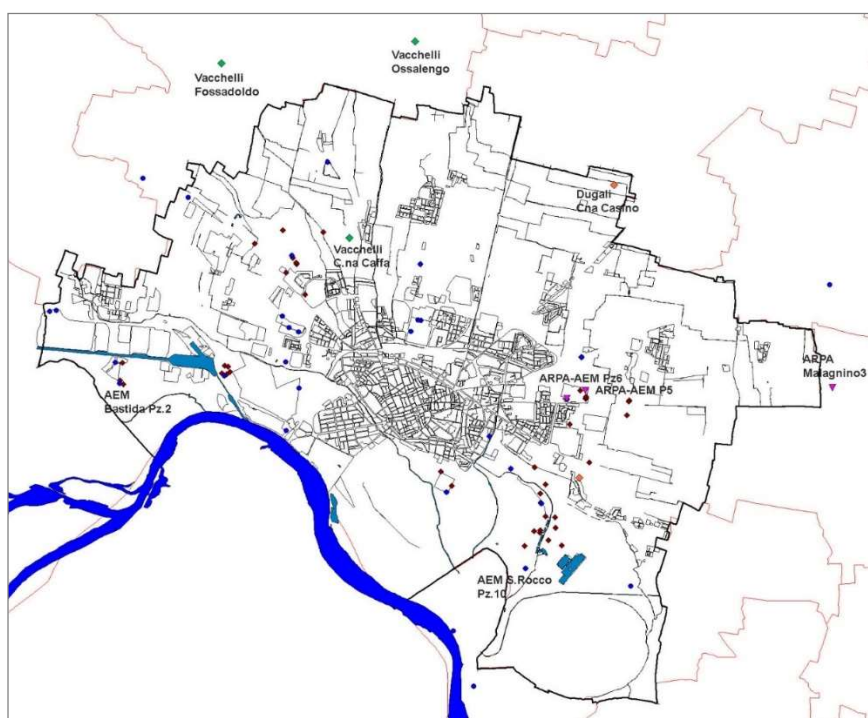 Vacchelli
Ossalengo
Vacchelli
Fossadoldo
Dugali
Cna Casino
Vacchelli
C.na Caffa
ARPA
Malagnino3
ARPA-AEM Pz6
ARPA-AEM P5
AEM
Bastida Pz.2
AEM S.Rocco
Pz.10